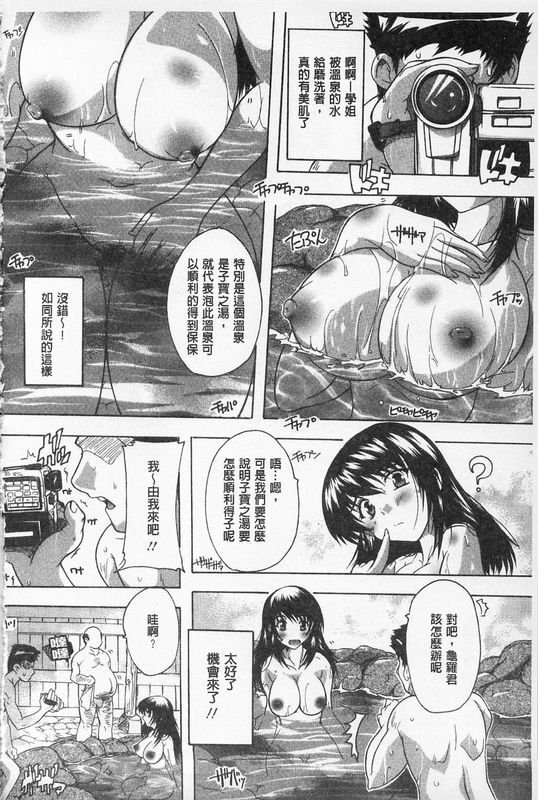 啊啊－學姐
被溫泉的水
給磨洗著，
真的有美肌了
特別是這個溫泉
是子寶之湯，
就代表泡此溫泉可
以順利的得到保保
沒錯～！
如同所說的這樣
唔…嗯，
可是我們要怎麼
說明子寶之湯要
怎麼順利得子呢
？
我～由我來吧!!
對吧，龜羅君
該怎麼辦呢
太好了
機會來了!!
哇啊？